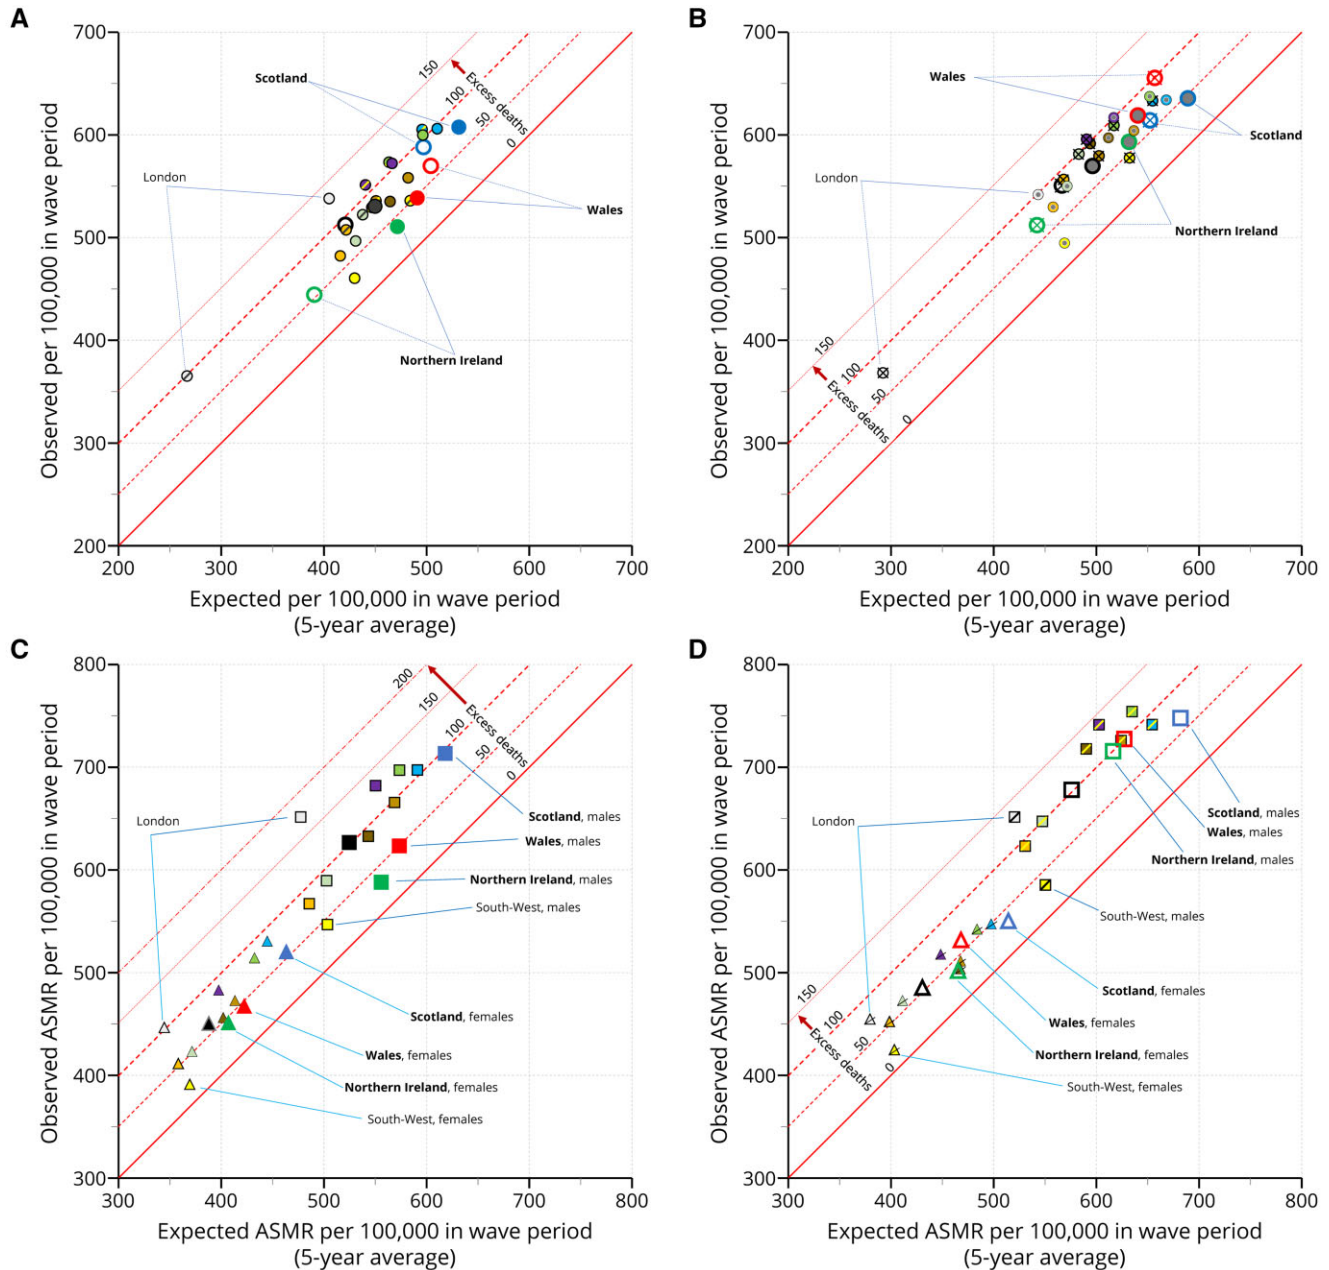 A
Observed per 100,000 in wave period
700
600
500
400
300
200
200 300 400 500 600 700
Expected per 100,000 in wave period
(5-year average)
Scotland
London
Wales
Northern Ireland
150
100
50
0
Excess deaths
B
Observed per 100,000 in wave period
700
600
500
400
300
200
200 300 400 500 600 700
Expected per 100,000 in wave period
(5-year average)
Wales
Scotland
London
Northern Ireland
150
100
50
0
Excess deaths
C
Observed ASMR per 100,000 in wave period
800
700
600
500
400
300
300 400 500 600 700 800
Expected ASMR per 100,000 in wave period
(5-year average)
200
150
100
50
0
Excess deaths
London
Scotland, males
Wales, males
Northern Ireland, males
South-West, males
Scotland, females
Wales, females
Northern Ireland, females
South-West, females
D
Observed ASMR per 100,000 in wave period
800
700
600
500
400
300
300 400 500 600 700 800
Expected ASMR per 100,000 in wave period
(5-year average)
London
Scotland, males
Wales, males
Northern Ireland, males
South-West, males
Scotland, females
Wales, females
Northern Ireland, females
South-West, females
150
100
50
0
Excess deaths